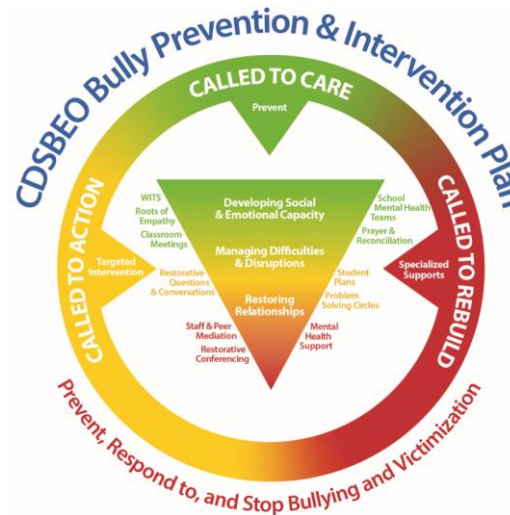 CDSBEO Bully Prevention & Intervention Plan
CALLED TO CARE
Prevent
CALLED TO ACTION
Targeted
Intervention
CALLED TO REBUILD
Specialized
Supports
Developing Social
& Emotional Capacity
Managing Difficulties
& Disruptions
Restoring
Relationships
WITS
Roots of
Empathy
Classroom
Meetings
Restorative
Questions
& Conversations
Staff & Peer
Mediation
Restorative
Conferencing
School
Mental Health
Teams
Prayer &
Reconciliation
Student
Plans
Problem
Solving Circles
Mental
Health
Support
Prevent, Respond to, and Stop Bullying and Victimization